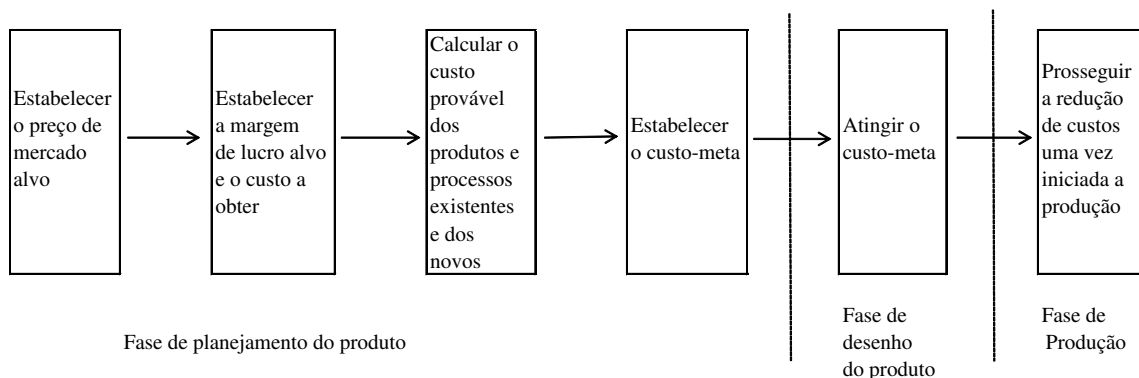 Estabelecer
o preço de
mercado
alvo
Estabelecer
a margem
de lucro alvo
e o custo a
obter
Calcular o
custo
provável
dos
produtos e
processos
existentes
e dos
novos
Estabelecer
o custo-meta
Atingir o
custo-meta
Prosseguir
a redução
de custos
uma vez
iniciada a
produção
Fase de planejamento do produto
Fase de
desenho
do produto
Fase de
Produção